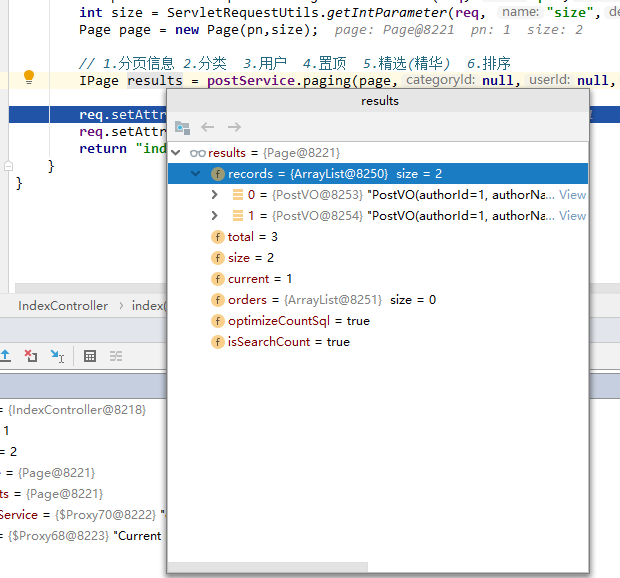 int size = ServletRequestUtils.getIntParameter(req, name: "size",
Page page = new Page(pn,size); page: Page@8221 pn: 1 size: 2
// 1.分页信息 2.分类 3.用户 4.置顶 5.精选(精华) 6.排序
IPage results = postService.paging(page, categoryId: null, userId: null,
req.setAttr
req.setAttr
return "ind
}
}
results
results = {Page@8221}
records = {ArrayList@8250} size = 2
0 = {PostVO@8253} "PostVO(authorId=1, authorNa... View
1 = {PostVO@8254} "PostVO(authorId=1, authorNa... View
total = 3
size = 2
current = 1
orders = {ArrayList@8251} size = 0
optimizeCountSql = true
isSearchCount = true
IndexController › index(
= {IndexController@8218}
1
= 2
= {Page@8221}
ts = {Page@8221}
Service = {$Proxy70@8222} "
= {$Proxy68@8223} "Current